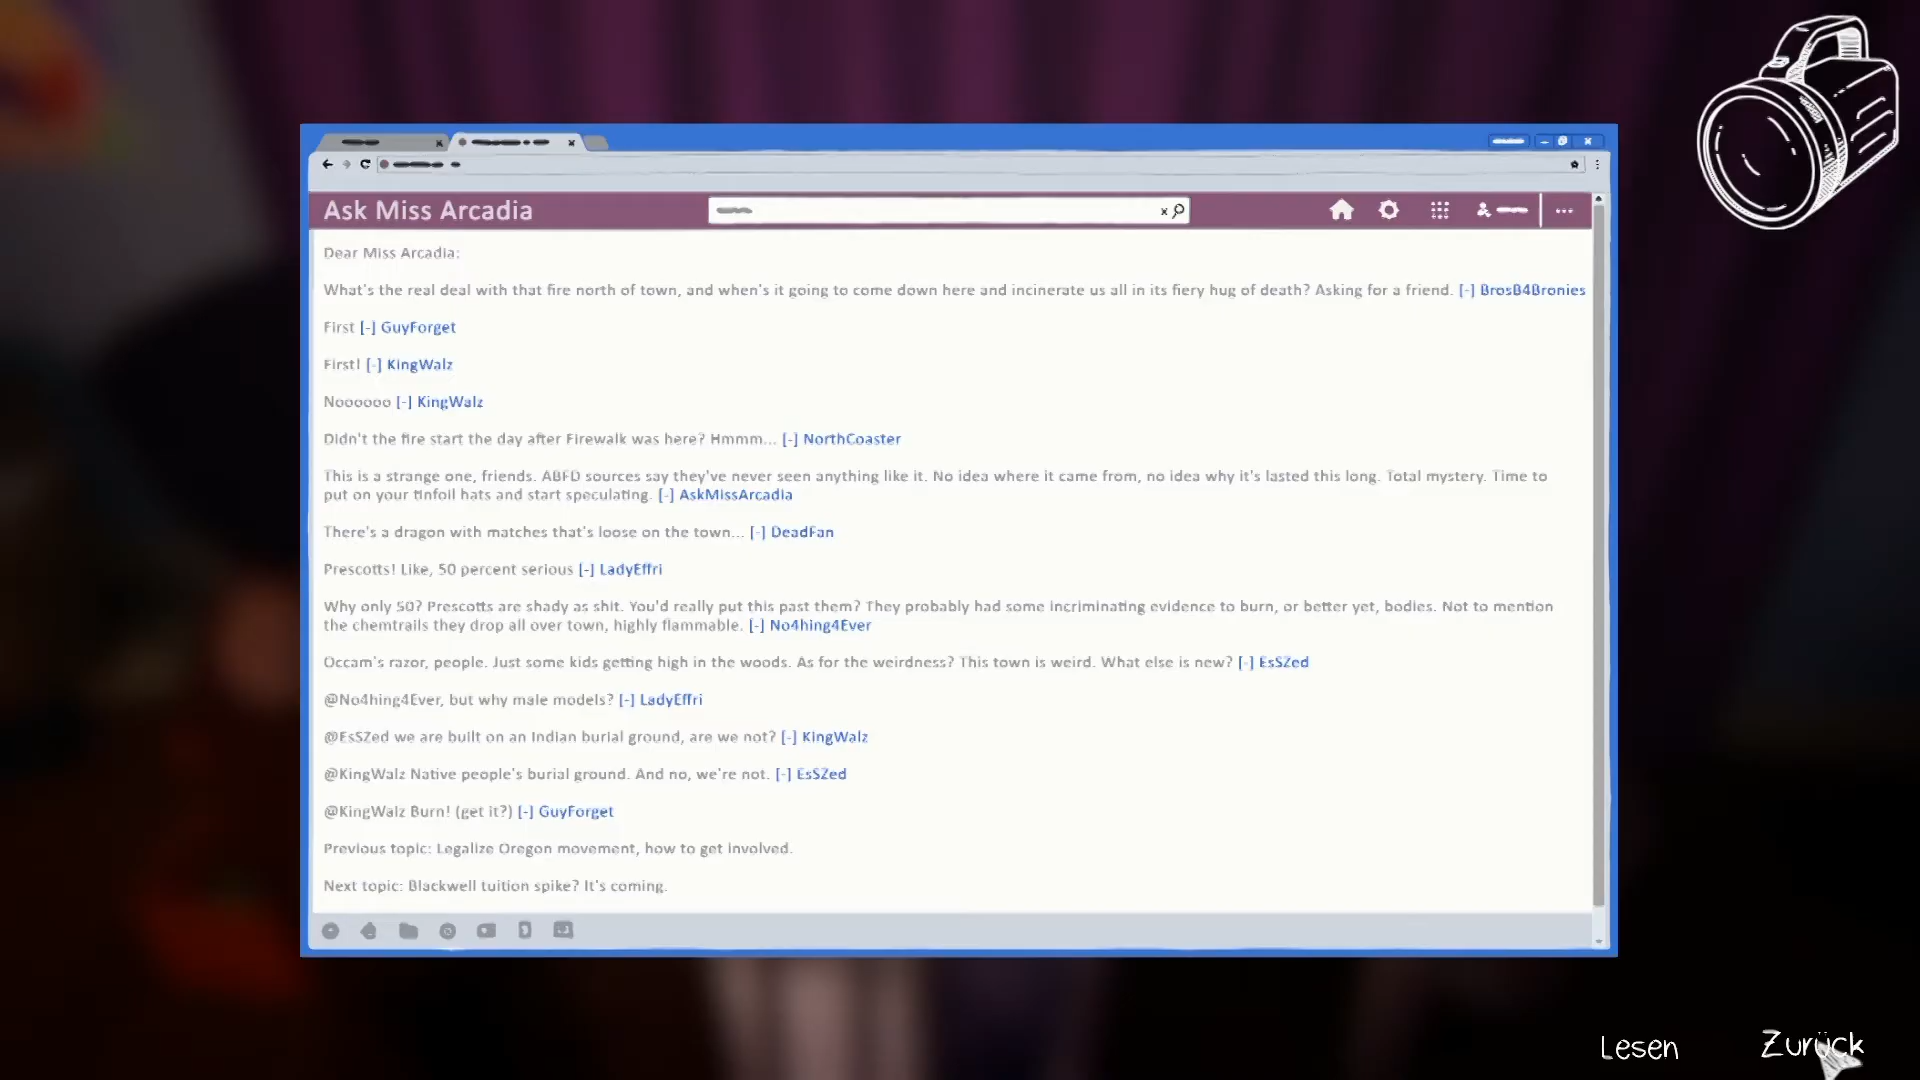 Ask Miss Arcadia
Dear Miss Arcadia:
What's the real deal with that fire north of town, and when's it going to come down here and incinerate us all in its fiery hug of death? Asking for a friend. [-] BrosB4Bronies
First [-] GuyForget
First! [-] KingWalz
Noooooo [-] KingWalz
Didn't the fire start the day after Firewalk was here? Hmmm... [-] NorthCoaster
This is a strange one, friends. ABFD sources say they've never seen anything like it. No idea where it came from, no idea why it's lasted this long. Total mystery. Time to
put on your tinfoil hats and start speculating. [-] AskMissArcadia
There's a dragon with matches that's loose on the town... [-] DeadFan
Prescotts! Like, 50 percent serious [-] LadyEffri
Why only 50? Prescotts are shady as shit. You'd really put this past them? They probably had some incriminating evidence to burn, or better yet, bodies. Not to mention
the chemtrails they drop all over town, highly flammable. [-] No4hing4Ever
Occam's razor, people. Just some kids getting high in the woods. As for the weirdness? This town is weird. What else is new? [-] EsSZed
@No4hing4Ever, but why male models? [-] LadyEffri
@EsSZed we are built on an Indian burial ground, are we not? [-] KingWalz
@KingWalz Native people's burial ground. And no, we're not. [-] EsSZed
@KingWalz Burn! (get it?) [-] GuyForget
Previous topic: Legalize Oregon movement, how to get involved.
Next topic: Blackwell tuition spike? It's coming.
Lesen Zurück